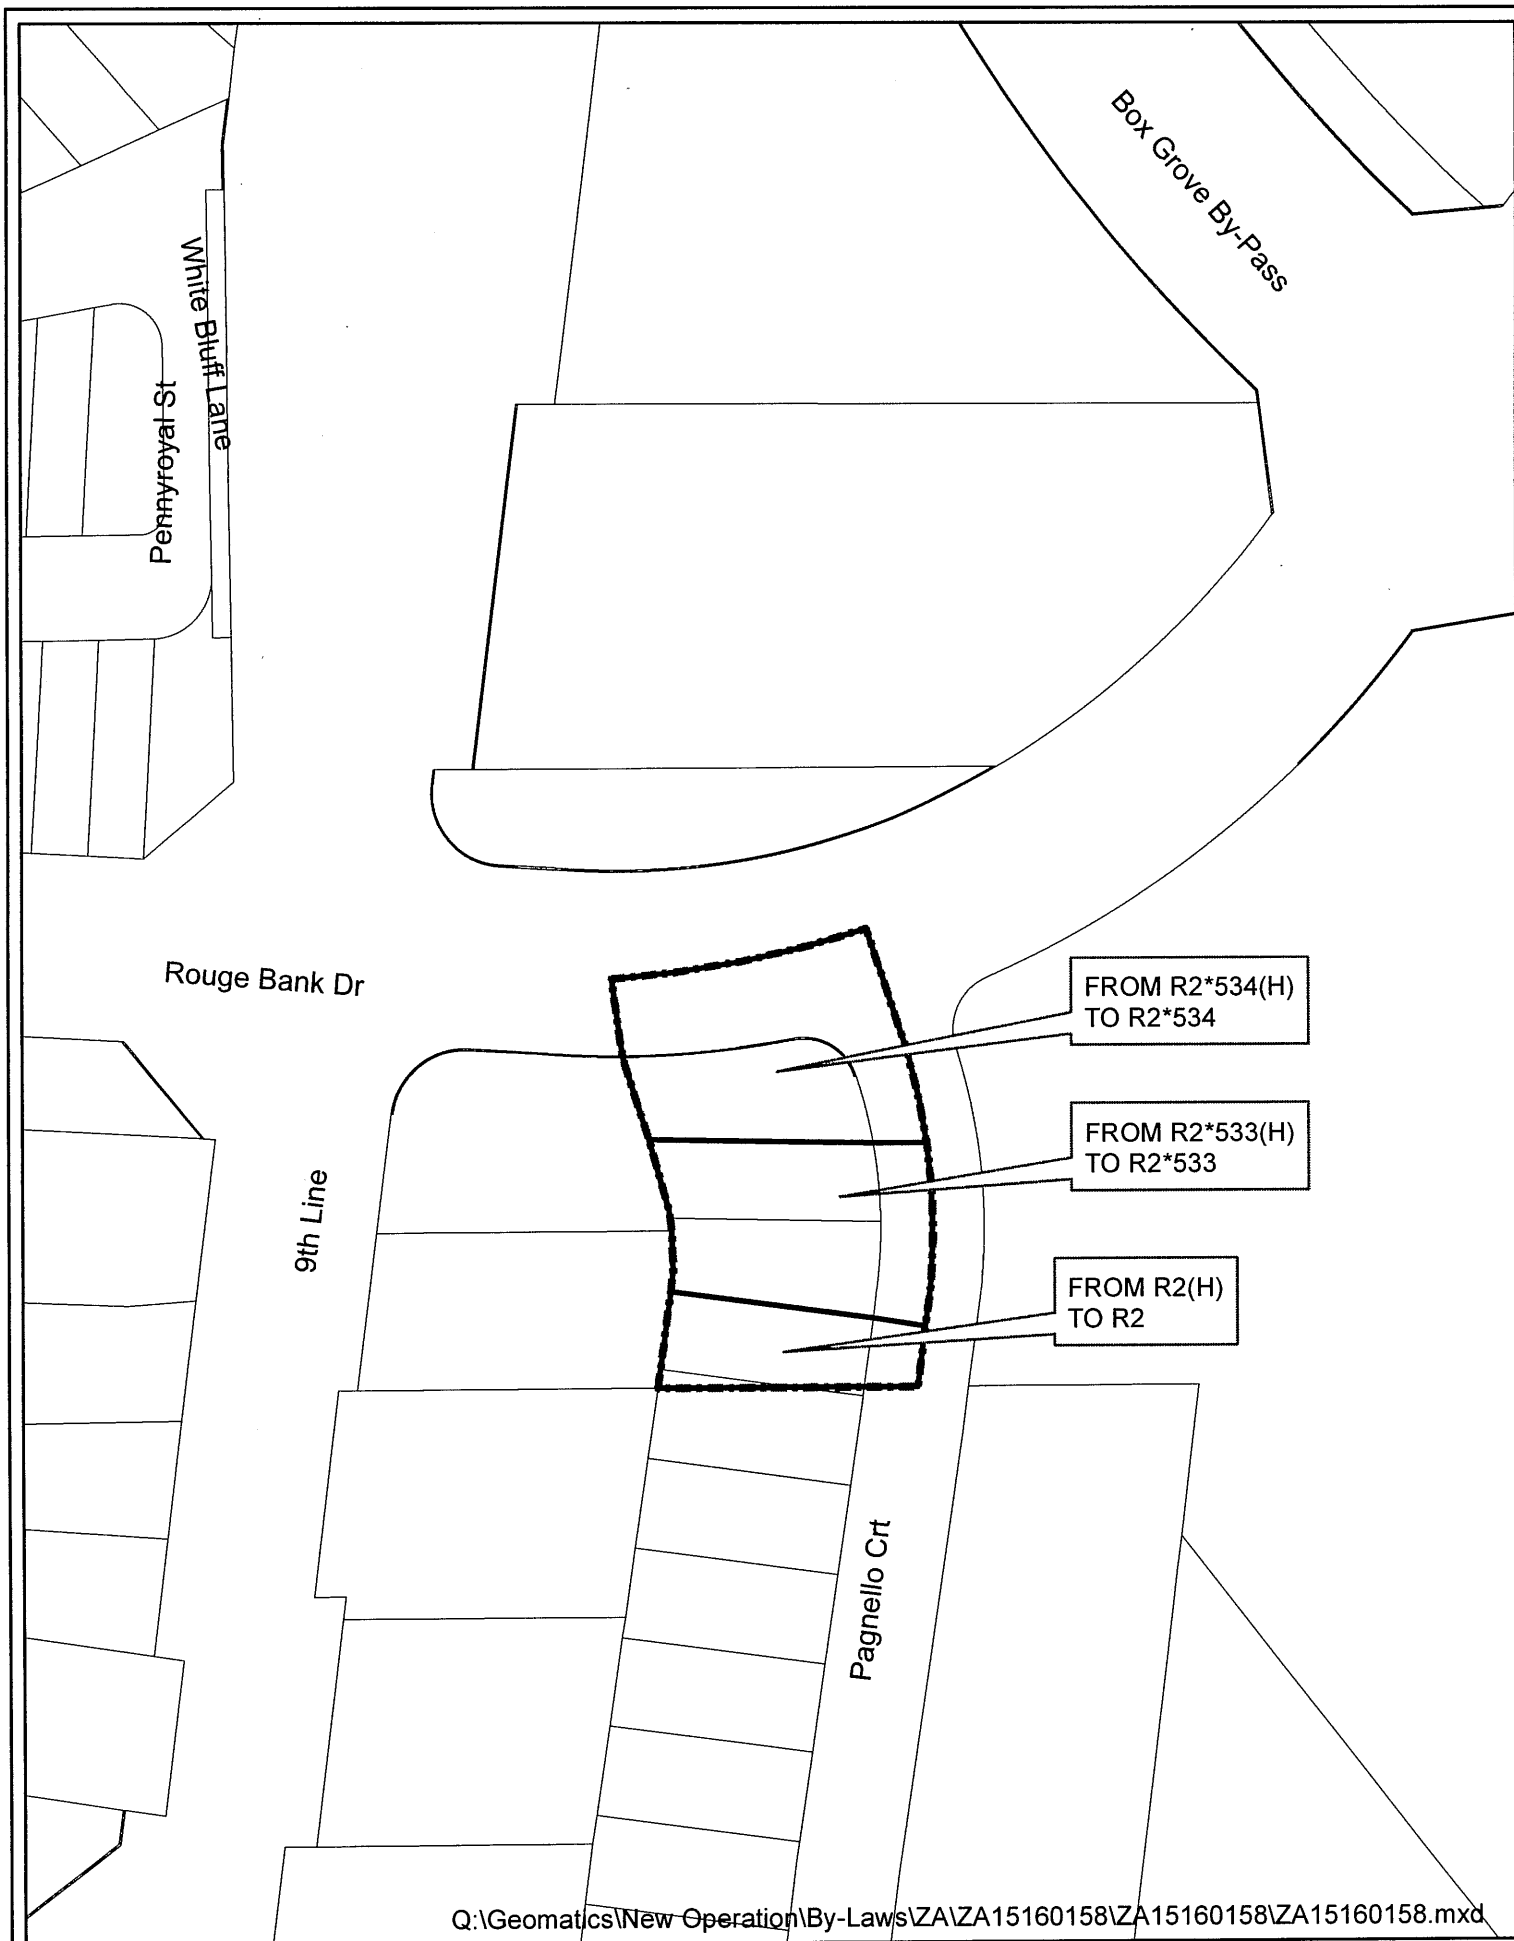 Box Grove By-Pass
White Bluff Lane
Pennyroyal St
Rouge Bank Dr
FROM R2*534(H)
TO R2*534
FROM R2*533(H)
TO R2*533
9th Line
FROM R2(H)
TO R2
Pagnello Crt
Q:\Geomatics\New Operation\By-Laws\ZA\ZA15160158\ZA15160158\ZA15160158.mxd